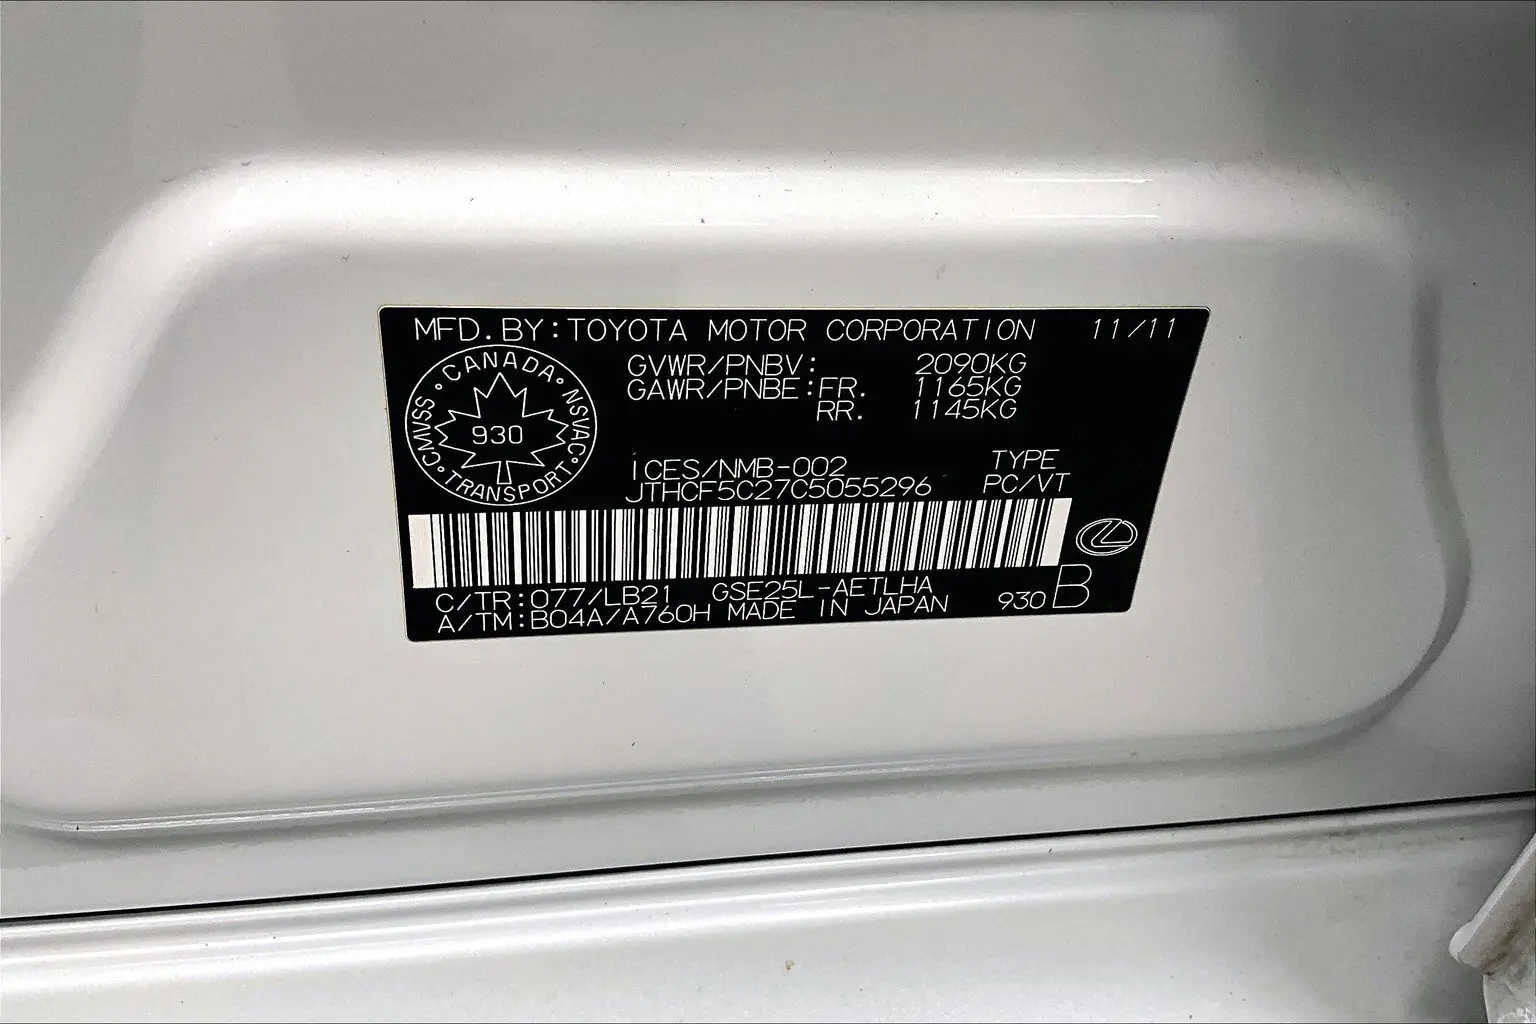 MFD.BY:TOYOTA MOTOR CORPORATION 11/11
GVWR/PNBV: 2090KG
GAWR/PNBE:FR. 1165KG
RR. 1145KG
CANADA · NSVAC · TRANSPORT · CMVSS ·
930
ICES/NMB-002
TYPE
JTHCF5C27C5055296 PC/VT
C/TR:077/LB21 GSE25L-AETLHA
A/TM:B04A/A760H MADE IN JAPAN 930 B